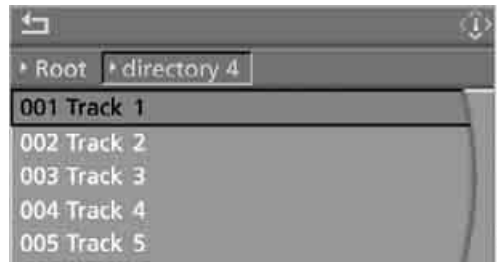 Root directory 4
001 Track 1
002 Track 2
003 Track 3
004 Track 4
005 Track 5